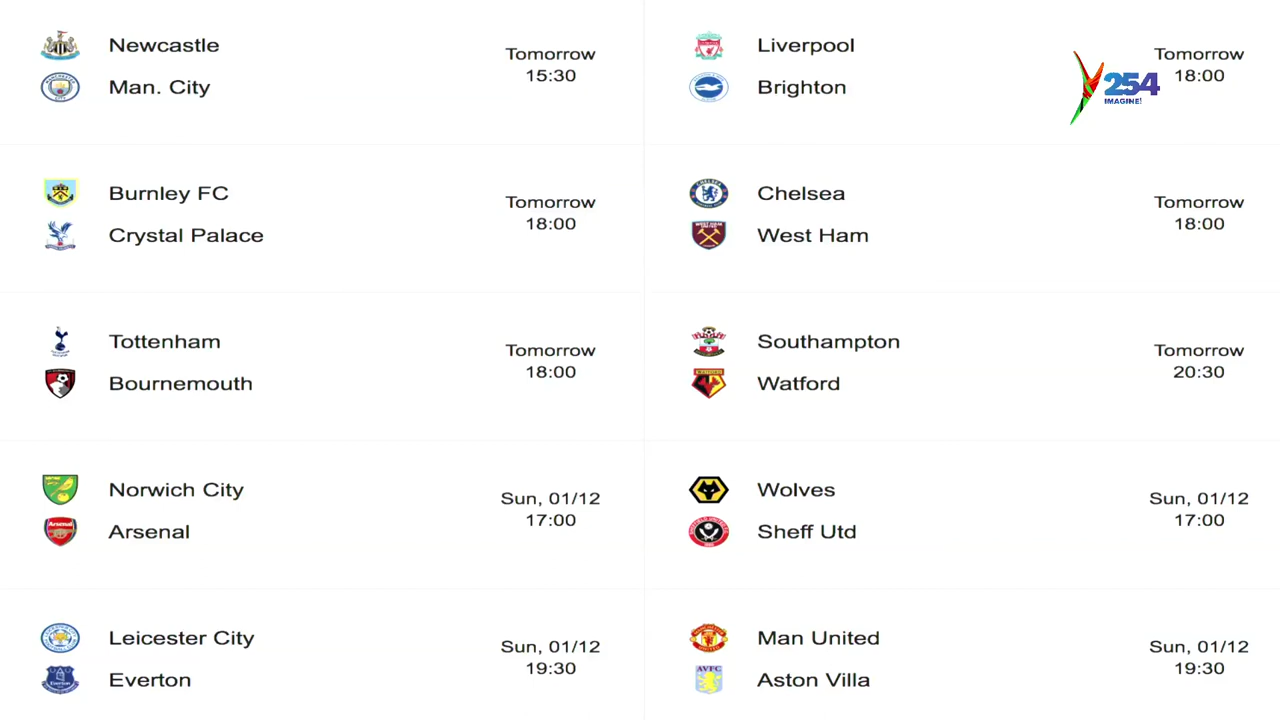 Newcastle
Man. City
Tomorrow
15:30
Liverpool
Brighton
Tomorrow
18:00
254
IMAGINE!
Burnley FC
Crystal Palace
Tomorrow
18:00
Chelsea
West Ham
Tomorrow
18:00
Tottenham
Bournemouth
Tomorrow
18:00
Southampton
Watford
Tomorrow
20:30
Norwich City
Arsenal
Sun, 01/12
17:00
Wolves
Sheff Utd
Sun, 01/12
17:00
Leicester City
Everton
Sun, 01/12
19:30
Man United
Aston Villa
Sun, 01/12
19:30